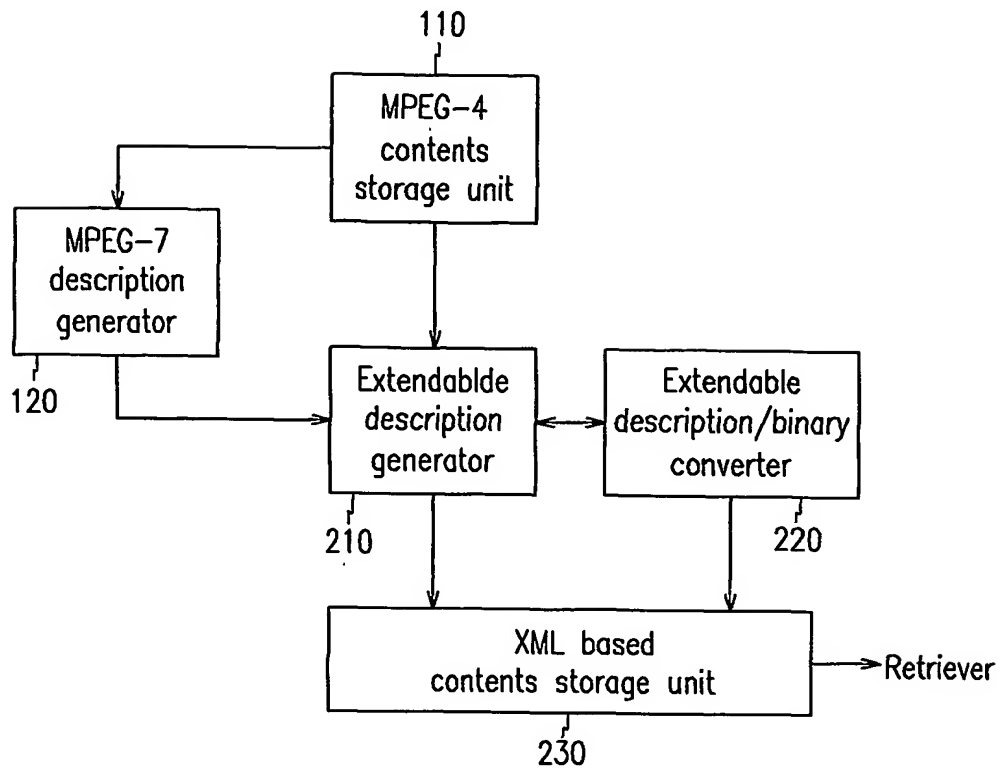 110
MPEG-4
contents
storage unit
MPEG-7
description
generator
120
Extendablde
description
generator
210
Extendable
description/binary
converter
220
XML based
contents storage unit
230
Retriever